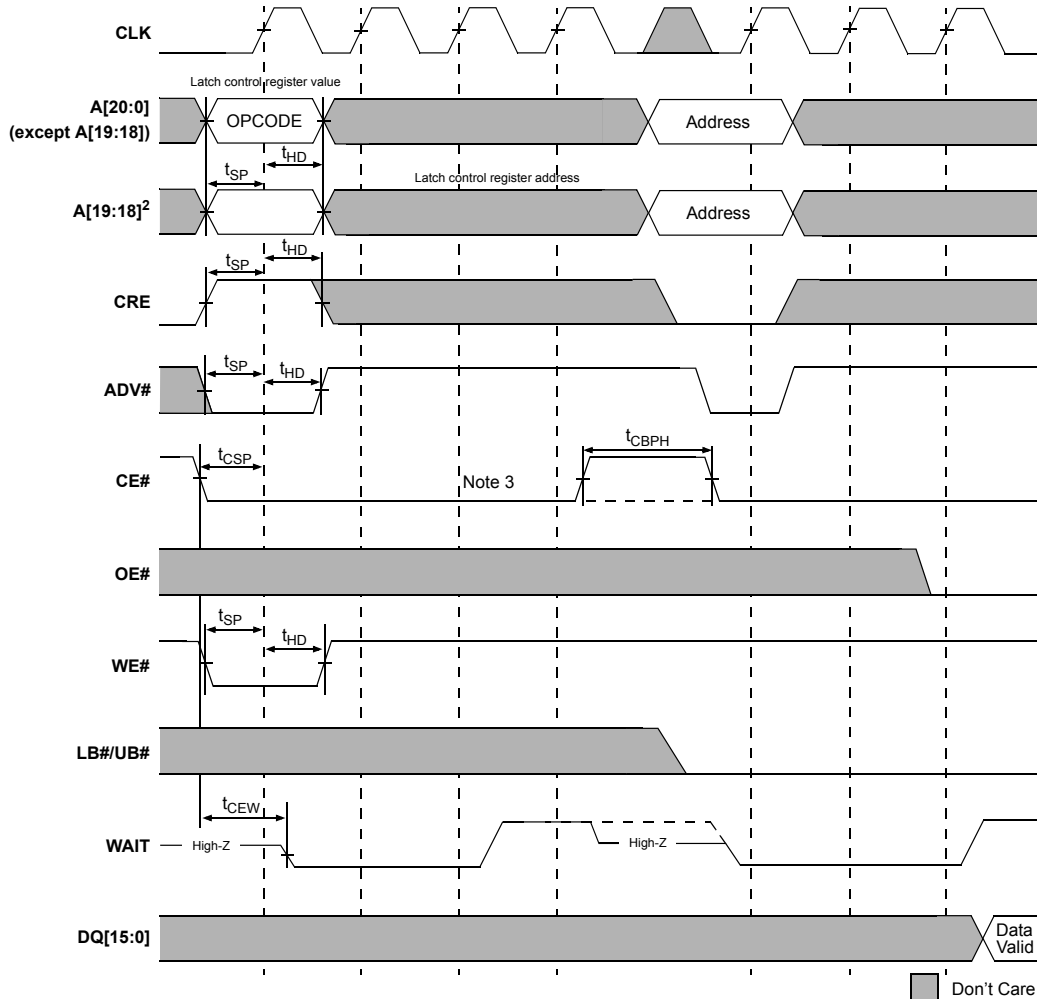 CLK
Latch control register value
A[20:0]
(except A[19:18])
OPCODE
Address
tHD
tSP
Latch control register address
A[19:18]2
Address
tHD
tSP
CRE
tSP
tHD
ADV#
tCSP
tCBPH
CE#
Note 3
OE#
tSP
tHD
WE#
LB#/UB#
tCEW
WAIT
High-Z
High-Z
DQ[15:0]
Data
Valid
Don't Care